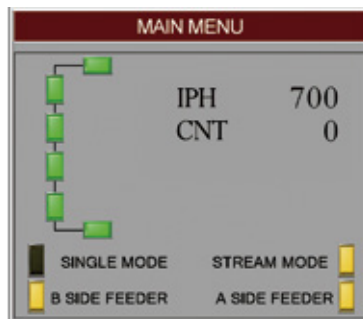 MAIN MENU
IPH 700
CNT 0
SINGLE MODE STREAM MODE
B SIDE FEEDER A SIDE FEEDER